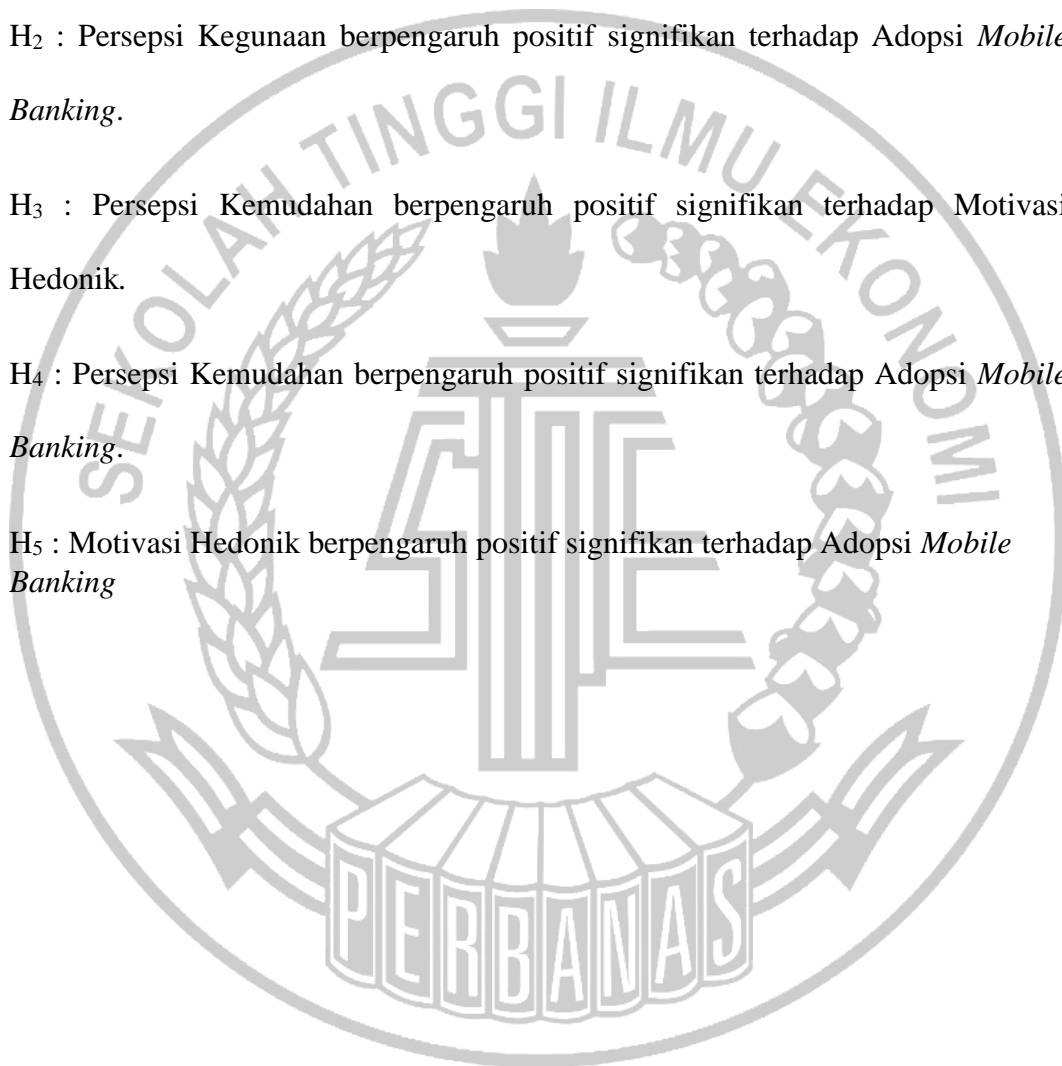 H₂ : Persepsi Kegunaan berpengaruh positif signifikan terhadap Adopsi Mobile
Banking.
H₃ : Persepsi Kemudahan berpengaruh positif signifikan terhadap Motivasi
Hedonik.
H₄ : Persepsi Kemudahan berpengaruh positif signifikan terhadap Adopsi Mobile
Banking.
H₅ : Motivasi Hedonik berpengaruh positif signifikan terhadap Adopsi Mobile
Banking
SEKOLAH TINGGI ILMU EKONOMI
PERBANAS